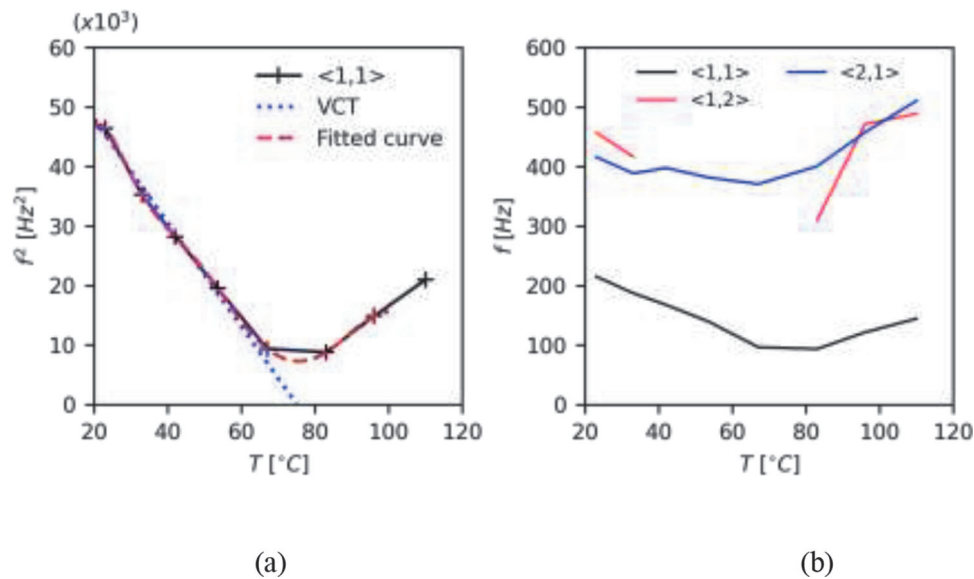 (x10³)
60
50
40
30
20
10
0
f² [Hz²]
<1,1>
VCT
Fitted curve
20 40 60 80 100 120
T [°C]
(a)
600
500
400
300
200
100
0
f [Hz]
<1,1> <2,1>
<1,2>
20 40 60 80 100 120
T [°C]
(b)